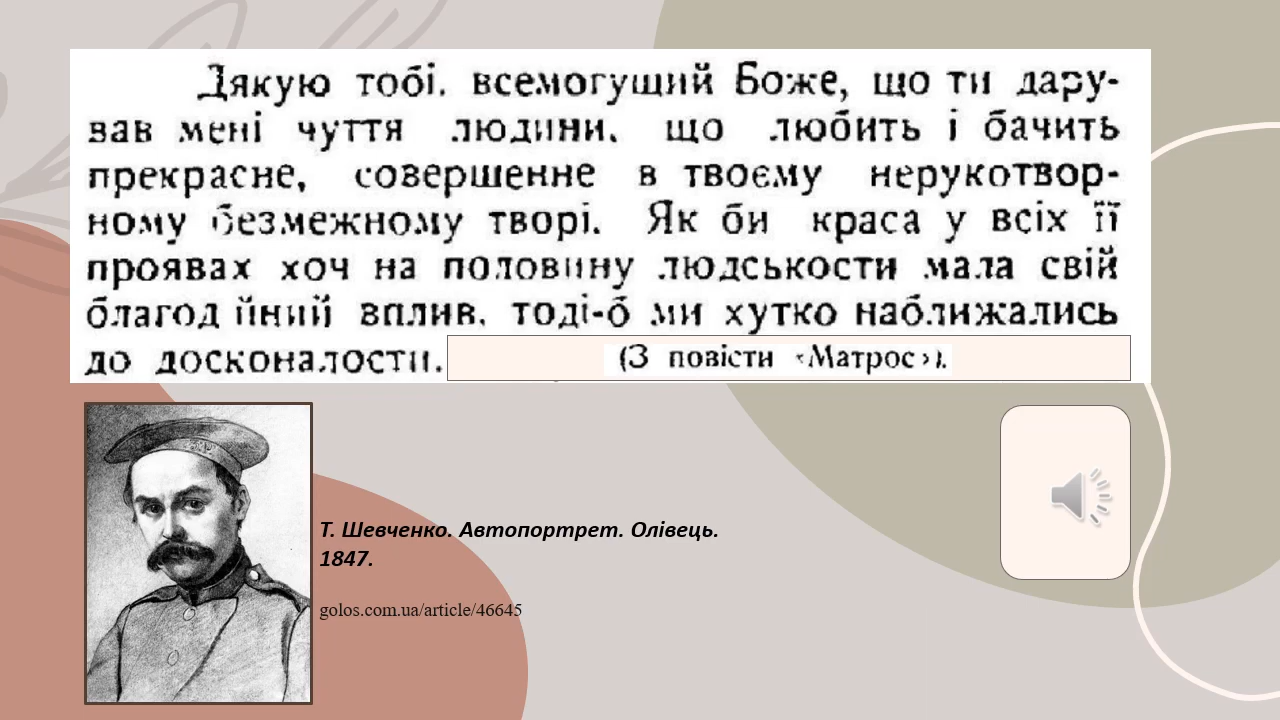 Дякую тобі, всемогущий Боже, що ти дару-
вав мені чуття людини, що любить і бачить
прекрасне, совершенне в твоєму нерукотвор-
ному безмежному творі. Як би краса у всіх її
проявах хоч на половину людськости мала свій
благодійний вплив, тоді-б ми хутко наближались
до досконалости. (З повісти «Матрос»).
Т. Шевченко. Автопортрет. Олівець.
1847.
golos.com.ua/article/46645